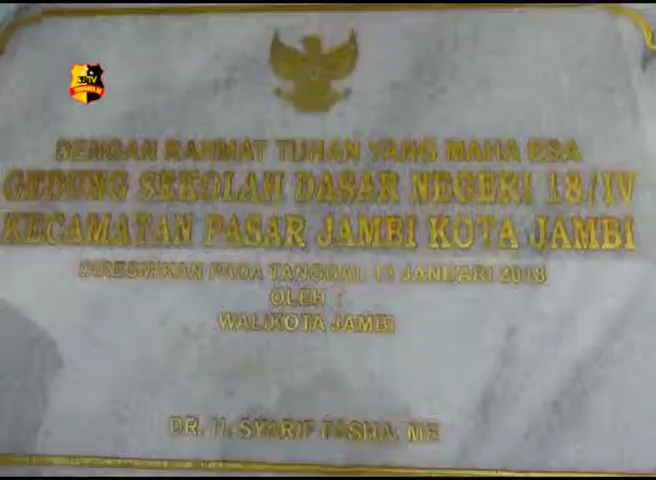 DENGAN RAHMAT TUHAN YANG MAHA ESA
GEDUNG SEKOLAH DASAR NEGERI 18/IV
KECAMATAN PASAR JAMBI KOTA JAMBI
DIRESMIKAN PADA TANGGAL 11 JANUARI 2018
OLEH :
WALIKOTA JAMBI
DR. H. SYARIF FASHA, ME